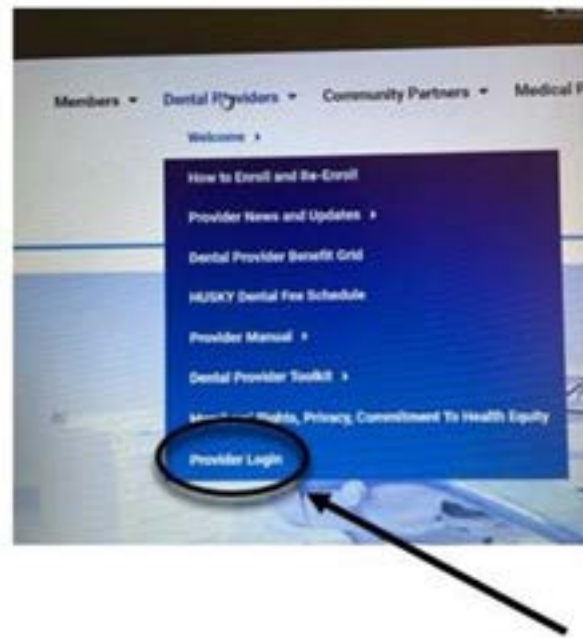 Members Dental Providers Community Partners Medical
Welcome
How to Enroll and Re-Enroll
Provider News and Updates
Dental Provider Benefit Grid
HUSKY Dental Fee Schedule
Provider Manual
Dental Provider Toolkit
Rights, Privacy, Commitment To Health Equity
Provider Login